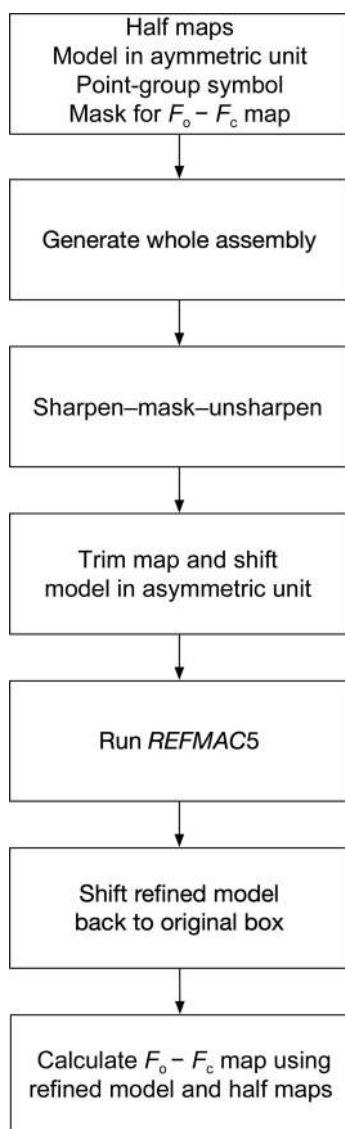 Half maps
Model in asymmetric unit
Point-group symbol
Mask for Fo − Fc map
Generate whole assembly
Sharpen–mask–unsharpen
Trim map and shift
model in asymmetric unit
Run REFMAC5
Shift refined model
back to original box
Calculate Fo − Fc map using
refined model and half maps